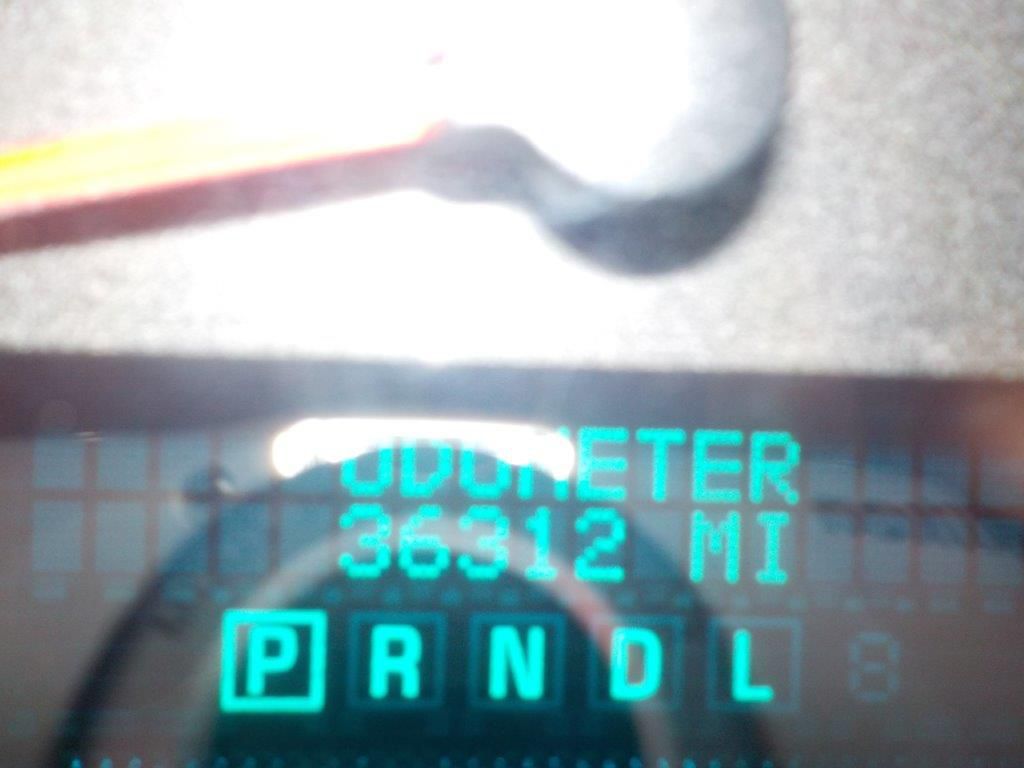 ODOMETER
36312 MI
P R N D L